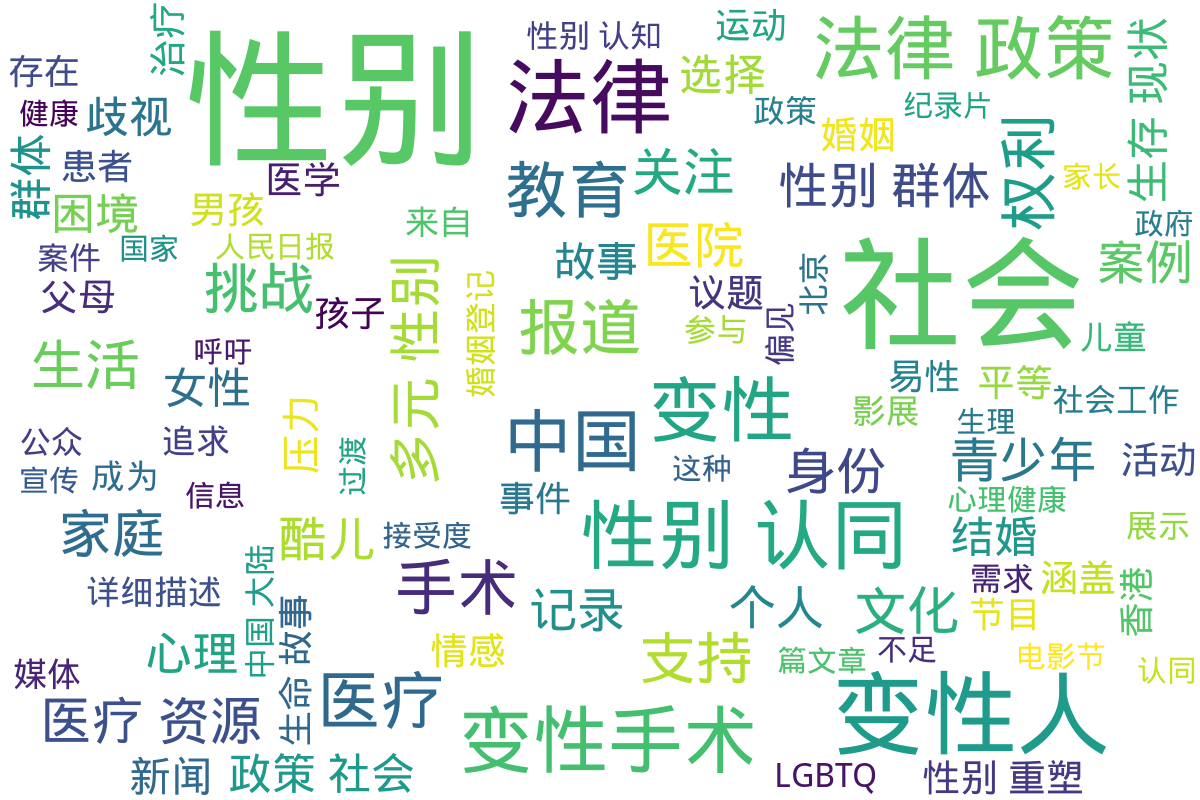 性别
法律
法律 政策
社会
变性人
性别 认同
变性手术
治疗
存在
健康
歧视
群体
患者
医学
困境
男孩
案件
国家
人民日报
父母
挑战
孩子
来自
性别 认知
选择
运动
政策
纪录片
婚姻
现状
生存
教育
关注
性别 群体
权利
家长
政府
医院
故事
案例
议题
北京
偏见
参与
儿童
报道
婚姻登记
多元 性别
生活
呼吁
女性
压力
公众
追求
过渡
宣传
成为
信息
变性
中国
易性
平等
社会工作
影展
生理
这种
身份
青少年
活动
事件
心理健康
家庭
酷儿
接受度
结婚
展示
详细描述
中国 大陆
手术
记录
个人
文化
需求
涵盖
节目
香港
心理
生命 故事
情感
支持
篇文章
不足
电影节
认同
媒体
医疗 资源
医疗
新闻
政策 社会
LGBTQ
性别 重塑